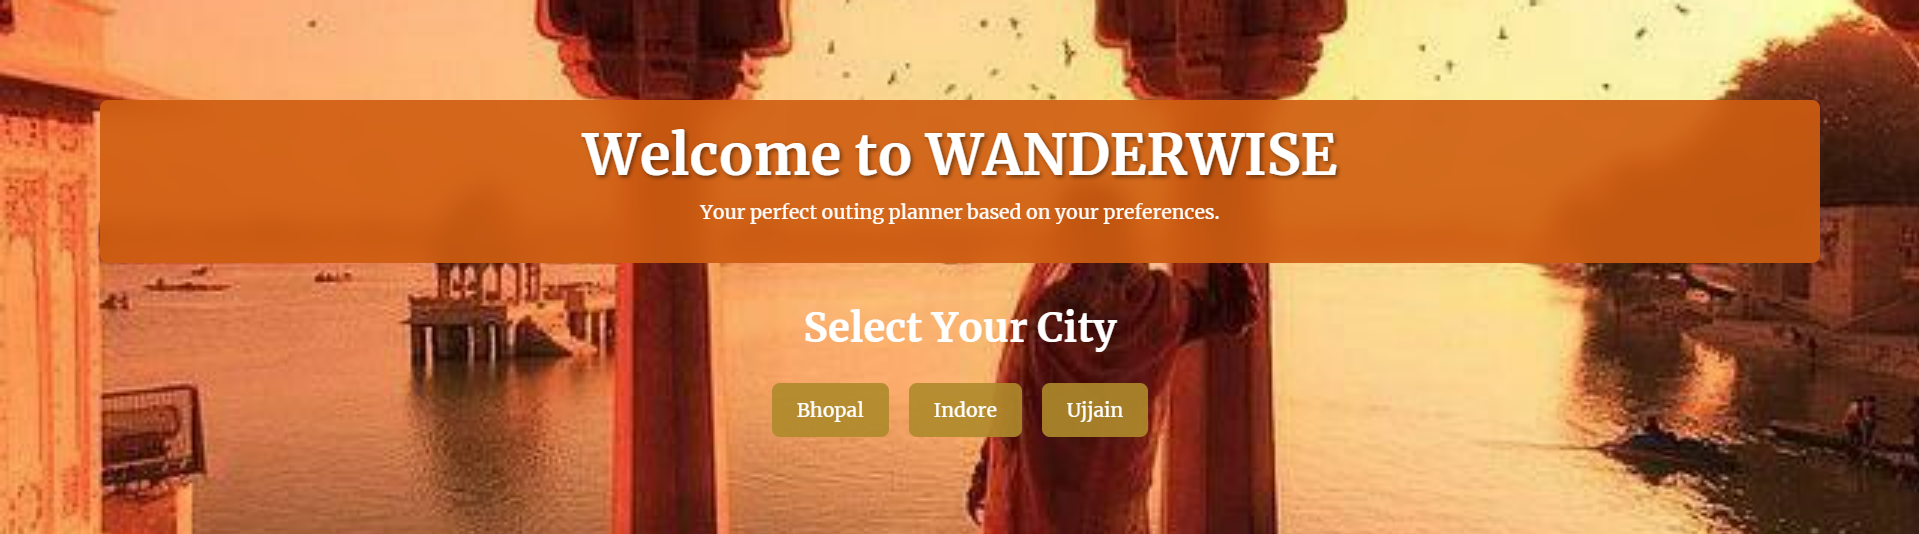 Welcome to WANDERWISE
Your perfect outing planner based on your preferences.
Select Your City
Bhopal Indore Ujjain